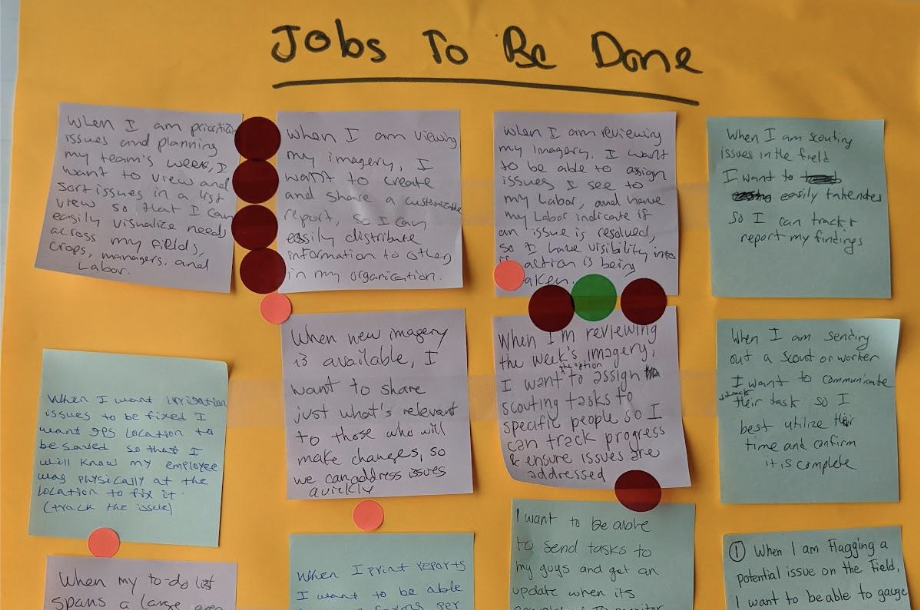 Jobs To Be Done
When I am prioritizing
issues and planning
my team's week, I
want to view and
sort issues in a list
view so that I can
easily visualize needs
across my fields,
crops, managers, and
Labor.
When I am viewing
my imagery, I
want to create
and share a customizable
report, so I can
easily distribute
information to others
in my organization.
When I am reviewing
my imagery, I want
to be able to assign
issues I see to
my Labor, and have
my Labor indicate if
an issue is resolved,
so I have visibility into
if action is being
taken.
When I am scouting
issues in the field
I want to
easily take notes
so I can track &
report my findings
When I want irrigation
issues to be fixed I
want GPS location to
be saved so that I
will know my employee
was physically at the
location to fix it.
(track the issue)
When new imagery
is available, I
want to share
just what's relevant
to those who will
make changes, so
we can address issues
quickly
When I'm reviewing
the week's imagery,
the option
I want to assign
scouting tasks to
specific people so I
can track progress
& ensure issues are
addressed
When I am sending
out a scout or worker
I want to communicate
their task so I
best utilize their
time and confirm
it is complete
When my to-do list
spans a large
When I print reports
I want to be able
per
I want to be able
to send tasks to
my guys and get an
update when its
① When I am flagging a
potential issue on the field,
I want to be able to gauge